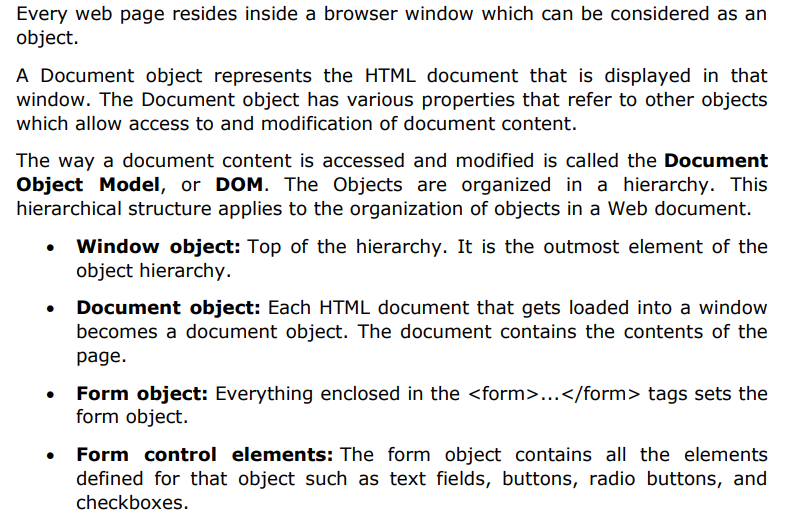 Every web page resides inside a browser window which can be considered as an
object.
A Document object represents the HTML document that is displayed in that
window. The Document object has various properties that refer to other objects
which allow access to and modification of document content.
The way a document content is accessed and modified is called the Document
Object Model, or DOM. The Objects are organized in a hierarchy. This
hierarchical structure applies to the organization of objects in a Web document.
• Window object: Top of the hierarchy. It is the outmost element of the
object hierarchy.
• Document object: Each HTML document that gets loaded into a window
becomes a document object. The document contains the contents of the
page.
• Form object: Everything enclosed in the <form>...</form> tags sets the
form object.
• Form control elements: The form object contains all the elements
defined for that object such as text fields, buttons, radio buttons, and
checkboxes.